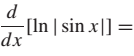 d/dx [ln | sin x|] =